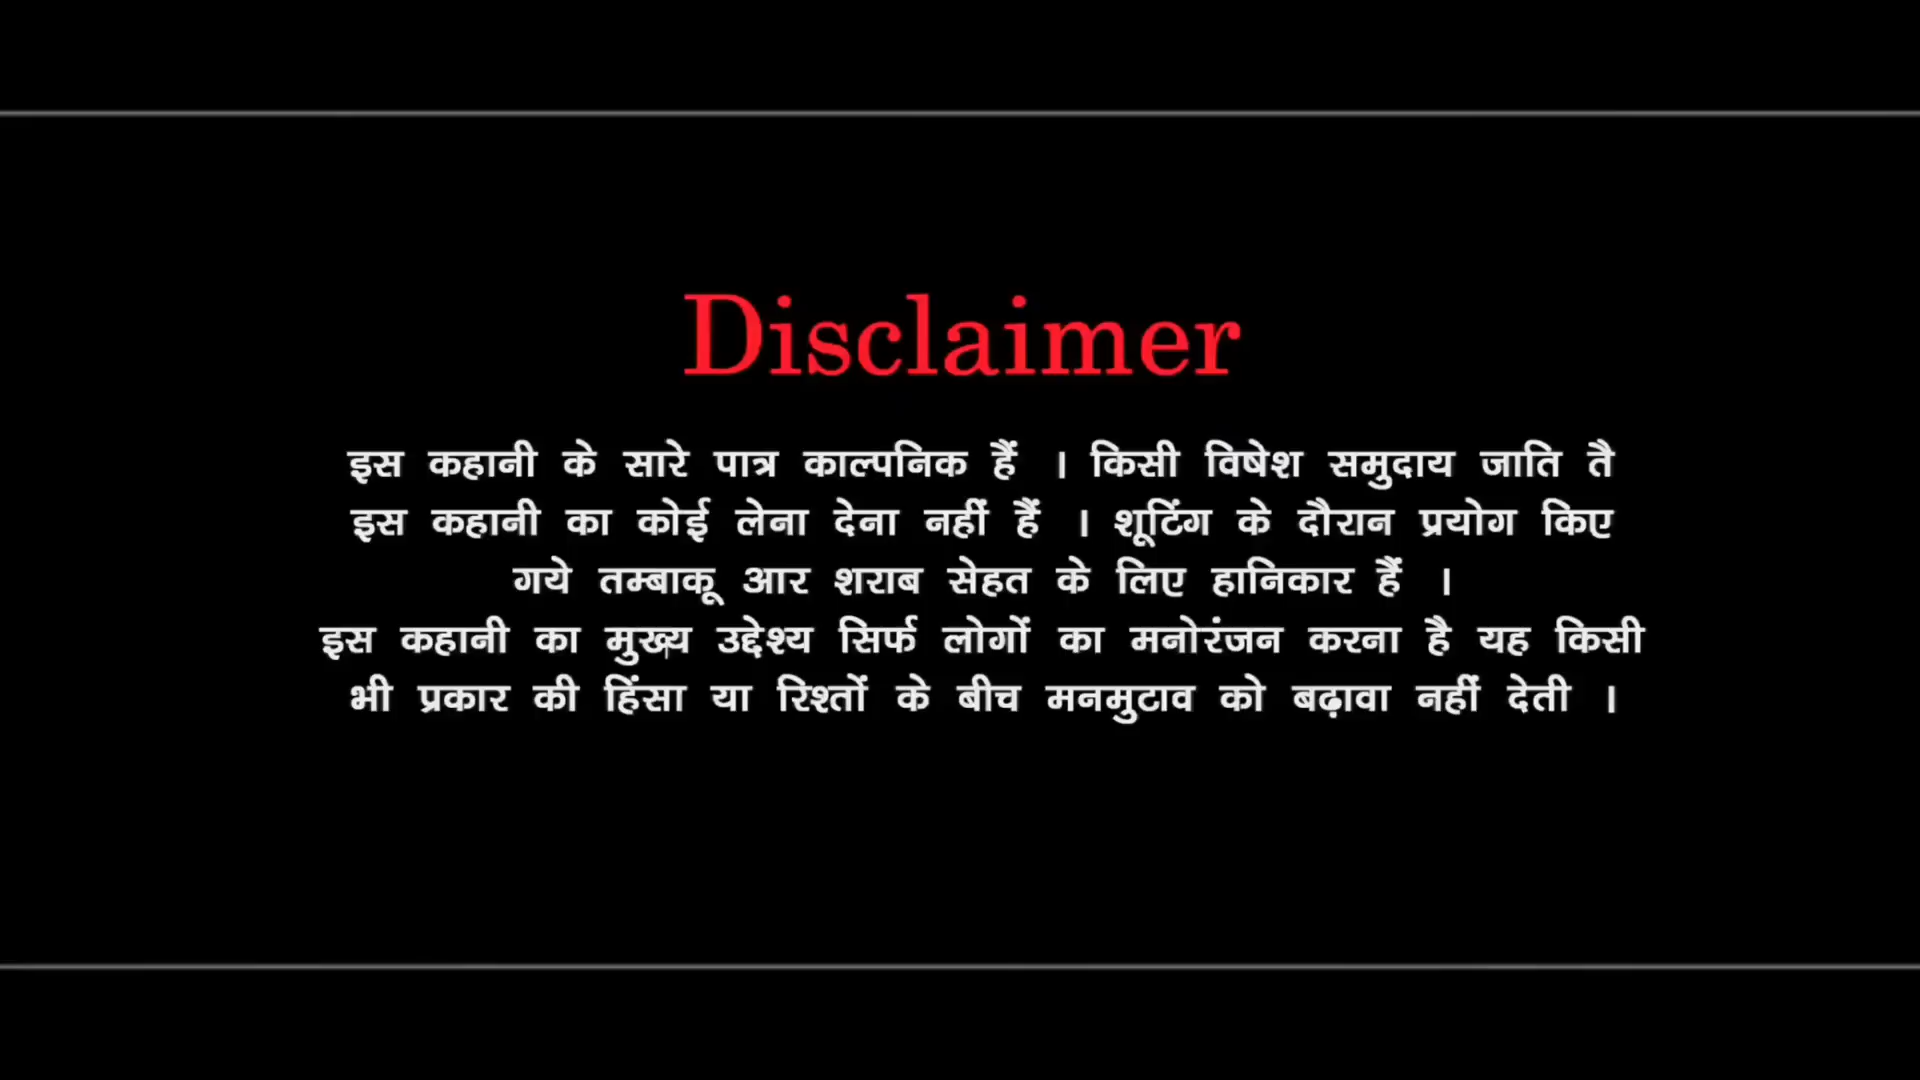 Disclaimer
इस कहानी के सारे पात्र काल्पनिक हैं । किसी विषेश समुदाय जाति तै
इस कहानी का कोई लेना देना नहीं हैं । शूटिंग के दौरान प्रयोग किए
गये तम्बाकू आर शराब सेहत के लिए हानिकार हैं ।
इस कहानी का मुख्य उद्देश्य सिर्फ लोगों का मनोरंजन करना है यह किसी
भी प्रकार की हिंसा या रिश्तों के बीच मनमुटाव को बढ़ावा नहीं देती ।